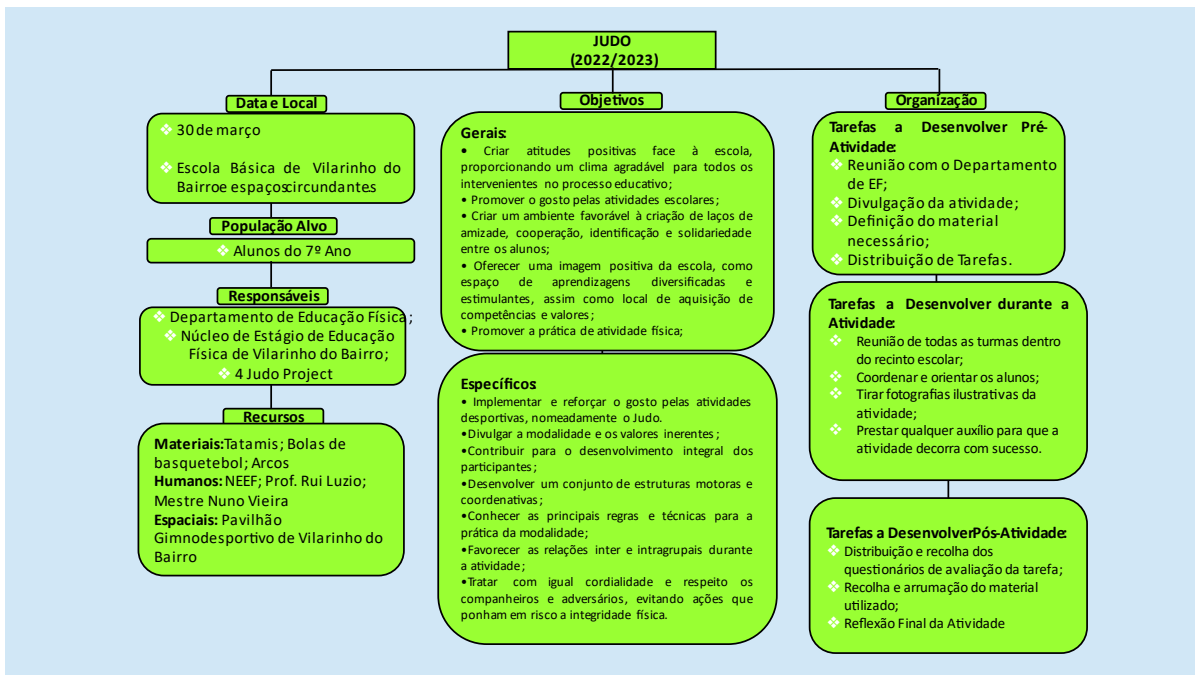 JUDO
(2022/2023)
Data e Local
❖ 30 de março
❖ Escola Básica de Vilarinho do
Bairro e espaços circundantes.
População Alvo
❖ Alunos do 7º Ano
Responsáveis
❖ Departamento de Educação Física;
❖ Núcleo de Estágio de Educação
Física de Vilarinho do Bairro;
❖ 4 Judo Project
Recursos
Materiais: Tatamis; Bolas de
basquetebol; Arcos
Humanos: NEEF; Prof. Rui Luzio;
Mestre Nuno Vieira
Espaciais: Pavilhão
Gimnodesportivo de Vilarinho do
Bairro
Objetivos
Gerais:
• Criar atitudes positivas face à escola,
proporcionando um clima agradável para todos os
intervenientes no processo educativo;
• Promover o gosto pelas atividades escolares;
• Criar um ambiente favorável à criação de laços de
amizade, cooperação, identificação e solidariedade
entre os alunos;
• Oferecer uma imagem positiva da escola, como
espaço de aprendizagens diversificadas e
estimulantes, assim como local de aquisição de
competências e valores;
• Promover a prática de atividade física;
Específicos:
• Implementar e reforçar o gosto pelas atividades
desportivas, nomeadamente o Judo.
•Divulgar a modalidade e os valores inerentes;
•Contribuir para o desenvolvimento integral dos
participantes;
•Desenvolver um conjunto de estruturas motoras e
coordenativas;
•Conhecer as principais regras e técnicas para a
prática da modalidade;
•Favorecer as relações inter e intragrupais durante
a atividade;
•Tratar com igual cordialidade e respeito os
companheiros e adversários, evitando ações que
ponham em risco a integridade física.
Organização
Tarefas a Desenvolver Pré-
Atividade:
❖ Reunião com o Departamento
de EF;
❖ Divulgação da atividade;
❖ Definição do material
necessário;
❖ Distribuição de Tarefas.
Tarefas a Desenvolver durante a
Atividade:
❖ Reunião de todas as turmas dentro
do recinto escolar;
❖ Coordenar e orientar os alunos;
❖ Tirar fotografias ilustrativas da
atividade;
❖ Prestar qualquer auxílio para que a
atividade decorra com sucesso.
Tarefas a Desenvolver Pós-Atividade:
❖ Distribuição e recolha dos
questionários de avaliação da tarefa;
❖ Recolha e arrumação do material
utilizado;
❖ Reflexão Final da Atividade